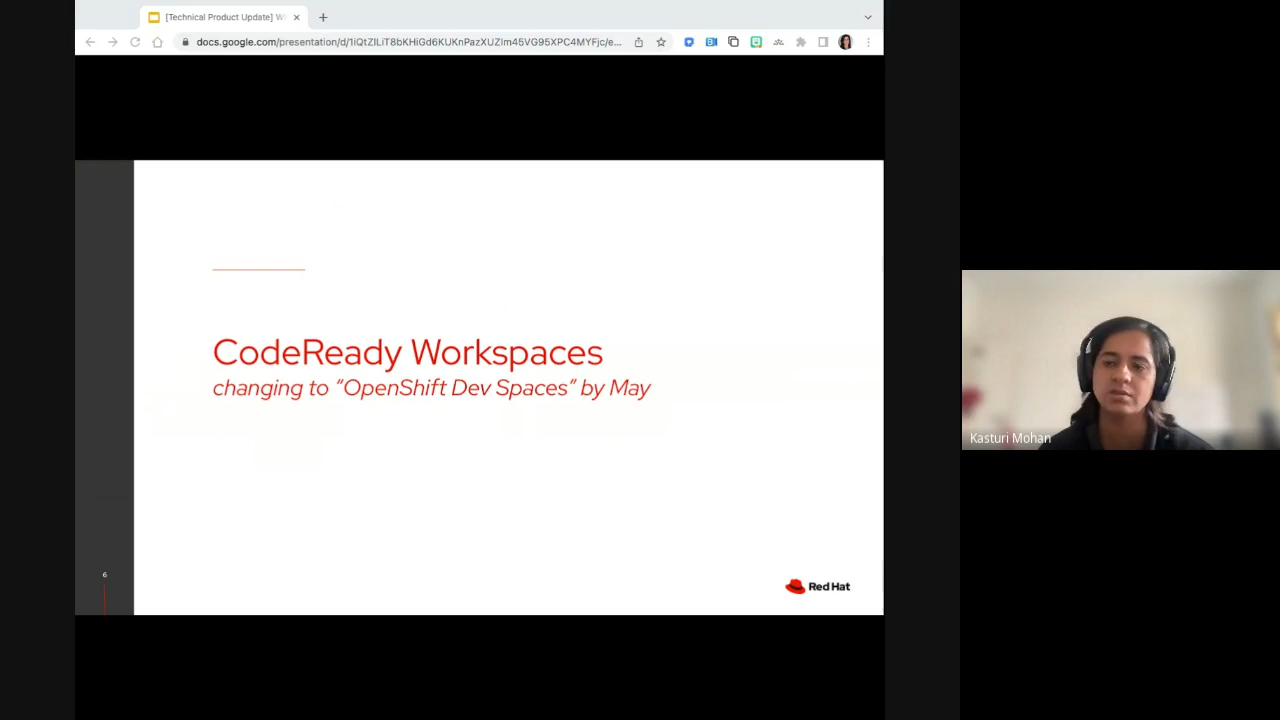 [Technical Product Update] W
docs.google.com/presentation/d/1iQtZILiT8bKHiGd6KUKnPazXUZIm45VG95XPC4MYFjc/e...
CodeReady Workspaces
changing to “OpenShift Dev Spaces” by May
6
Red Hat
Kasturi Mohan